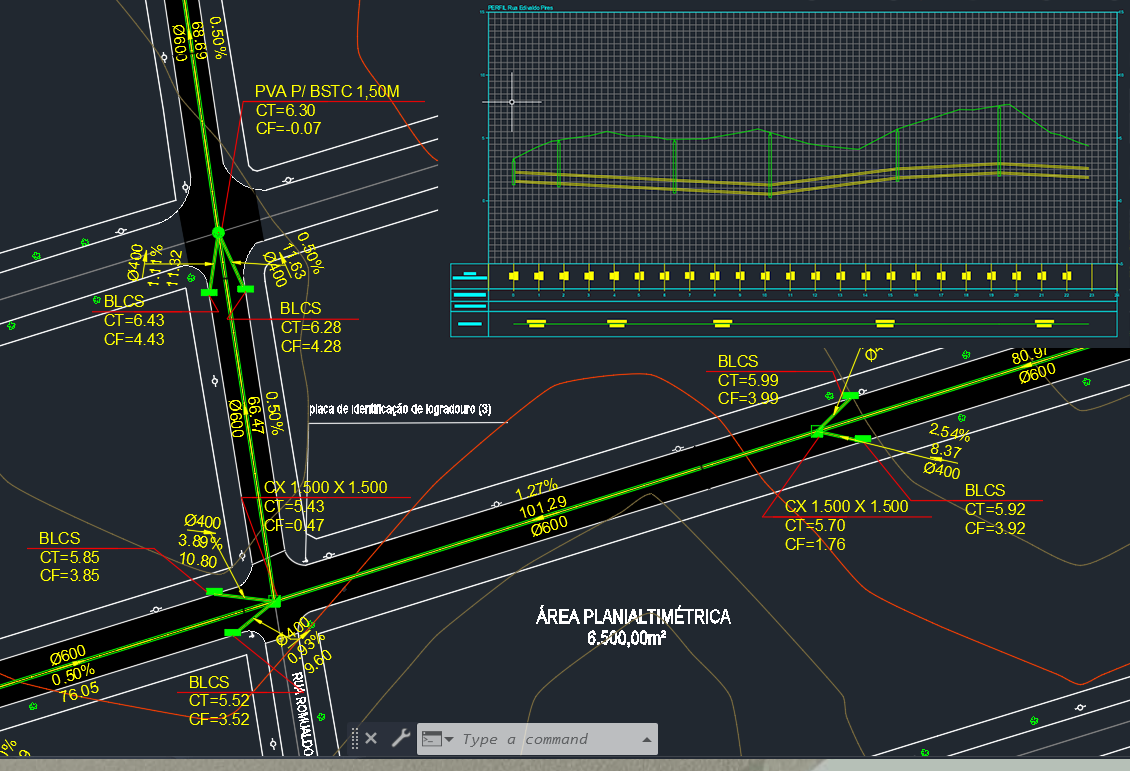 PERFIL Rua Edivaldo Pires
Ø600
68.69
0.50%
PVA P/ BSTC 1,50M
CT=6.30
CF=-0.07
Ø400
11.32
0.50%
11.63
Ø400
BLCS
CT=6.43
CF=4.43
BLCS
CT=6.28
CF=4.28
Ø600
66.47
0.50%
placa de identificação de logradouro (3)
BLCS
CT=5.99
CF=3.99
80.97
Ø600
2.54%
8.37
Ø400
CX 1.500 X 1.500
CT=5.43
CF=0.47
1.27%
101.29
Ø600
CX 1.500 X 1.500
CT=5.70
CF=1.76
BLCS
CT=5.92
CF=3.92
Ø400
3.89%
10.80
BLCS
CT=5.85
CF=3.85
ÁREA PLANIALTIMÉTRICA
6.500,00m²
Ø400
0.93%
9.60
Ø600
0.50%
76.05
BLCS
CT=5.52
CF=3.52
RUA ROMUALDO
Type a command